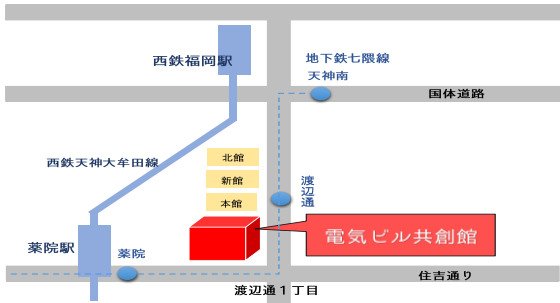 西鉄福岡駅
地下鉄七隈線
天神南
国体道路
西鉄天神大牟田線
北館
新館
本館
渡辺通
電気ビル共創館
薬院駅
薬院
住吉通り
渡辺通1丁目